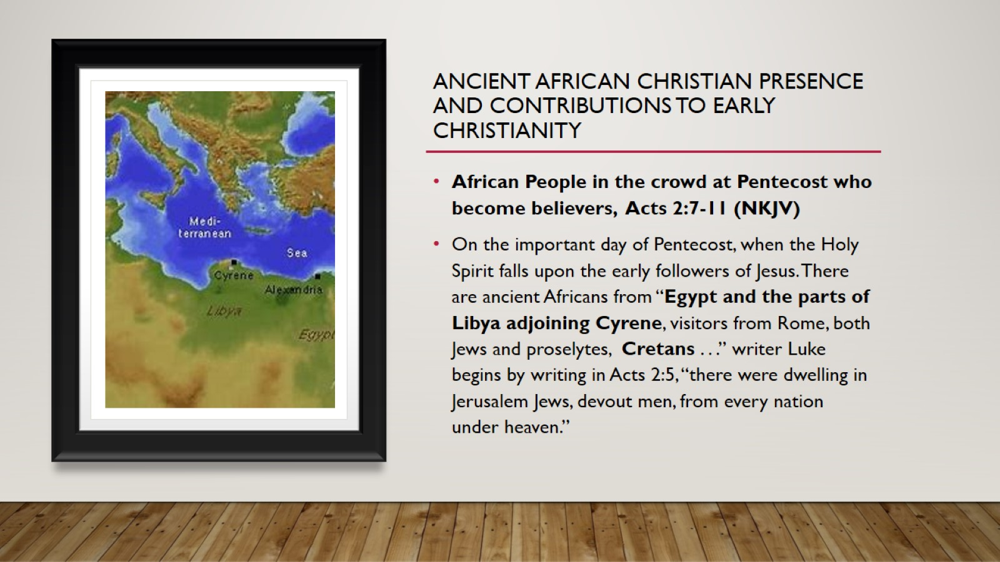 ANCIENT AFRICAN CHRISTIAN PRESENCE
AND CONTRIBUTIONS TO EARLY
CHRISTIANITY
• African People in the crowd at Pentecost who
become believers, Acts 2:7-11 (NKJV)
• On the important day of Pentecost, when the Holy
Spirit falls upon the early followers of Jesus. There
are ancient Africans from “Egypt and the parts of
Libya adjoining Cyrene, visitors from Rome, both
Jews and proselytes, Cretans . . .” writer Luke
begins by writing in Acts 2:5, “there were dwelling in
Jerusalem Jews, devout men, from every nation
under heaven.”
Medi-
terranean
Sea
Cyrene
Alexandria
Libya
Egypt